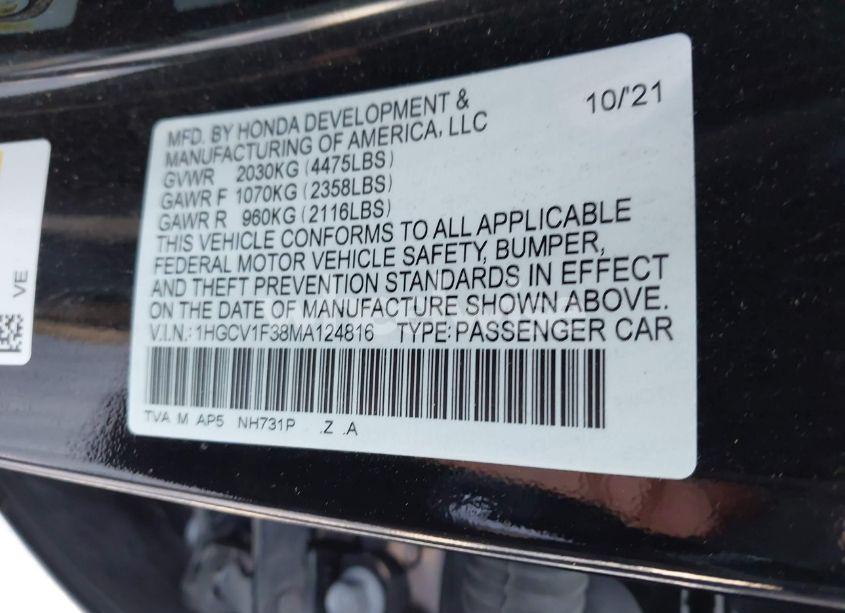 10/'21
MFD. BY HONDA DEVELOPMENT &
MANUFACTURING OF AMERICA, LLC
GVWR 2030KG (4475LBS)
GAWR F 1070KG (2358LBS)
GAWR R 960KG (2116LBS)
THIS VEHICLE CONFORMS TO ALL APPLICABLE
FEDERAL MOTOR VEHICLE SAFETY, BUMPER,
AND THEFT PREVENTION STANDARDS IN EFFECT
ON THE DATE OF MANUFACTURE SHOWN ABOVE.
V.I.N.: 1HGCV1F38MA124816 TYPE: PASSENGER CAR
TVA M AP5 NH731P .Z .A
VE